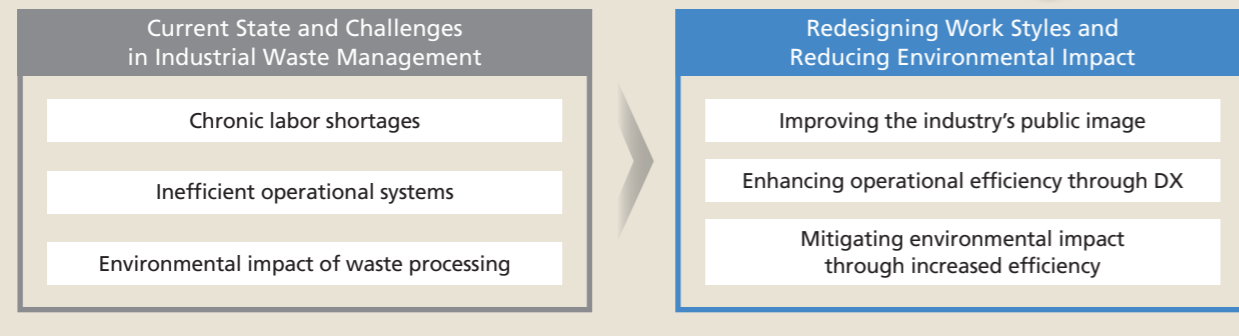 Current State and Challenges
in Industrial Waste Management
Chronic labor shortages
Inefficient operational systems
Environmental impact of waste processing
Redesigning Work Styles and
Reducing Environmental Impact
Improving the industry’s public image
Enhancing operational efficiency through DX
Mitigating environmental impact
through increased efficiency